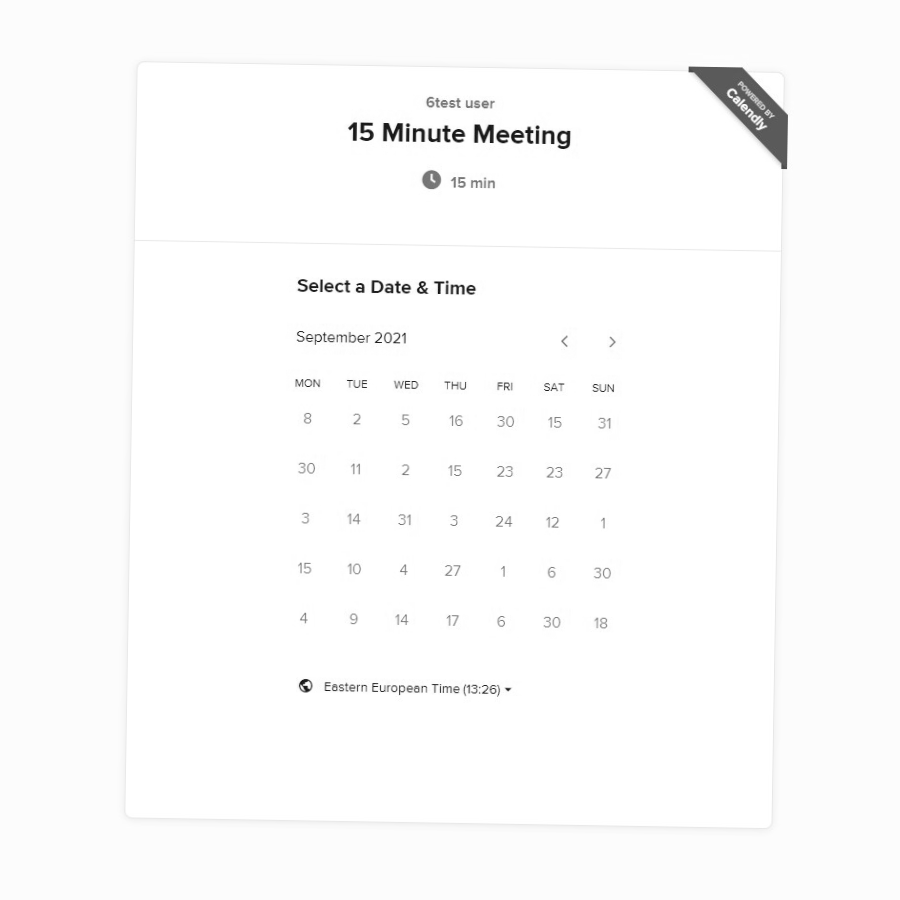 6test user
15 Minute Meeting
15 min
POWERED BY
Calendly
Select a Date & Time
September 2021
MON TUE WED THU FRI SAT SUN
8 2 5 16 30 15 31
30 11 2 15 23 23 27
3 14 31 3 24 12 1
15 10 4 27 1 6 30
4 9 14 17 6 30 18
Eastern European Time (13:26)